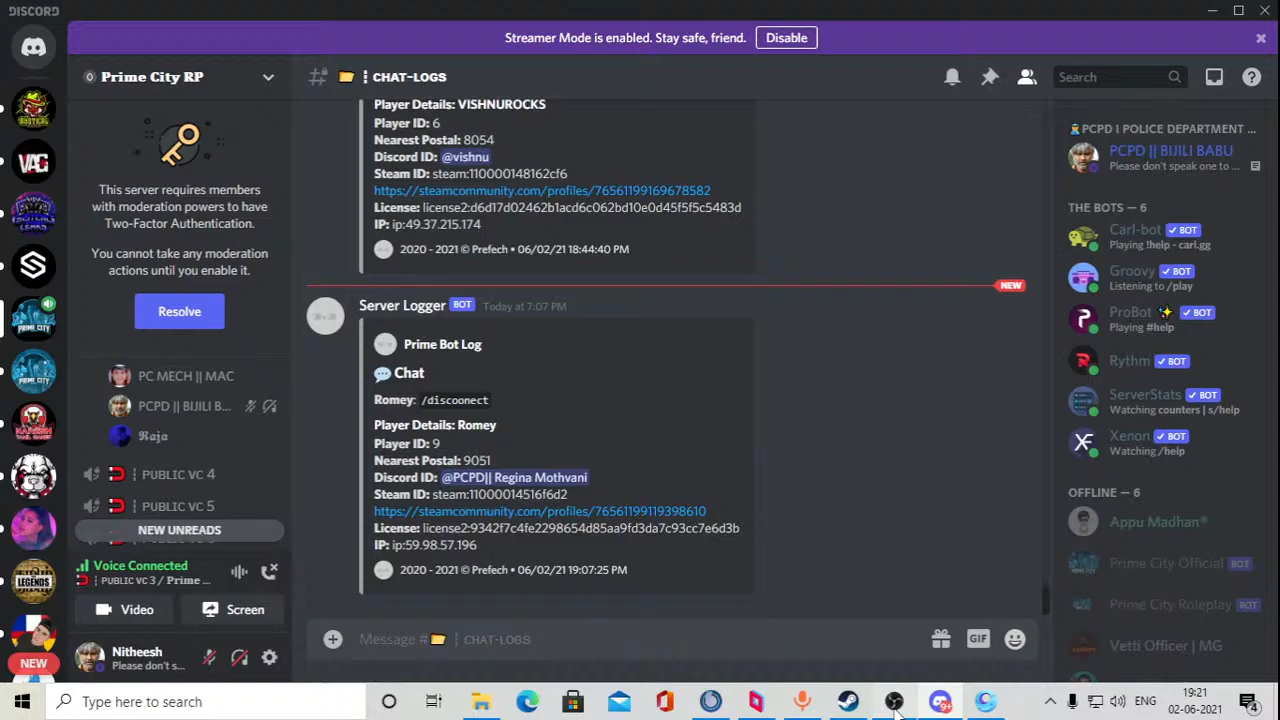 DISCORD
Streamer Mode is enabled. Stay safe, friend.
Disable
Prime City RP
CHAT-LOGS
Search
This server requires members
with moderation powers to have
Two-Factor Authentication.
You cannot take any moderation
actions until you enable it.
Resolve
PC MECH || MAC
PCPD || BIJILI B...
Raja
PUBLIC VC 4
PUBLIC VC 5
NEW UNREADS
Voice Connected
PUBLIC VC 3 / Prime ...
Video
Screen
Nitheesh
Please don't s...
VAG
LEGENDS
NEW
Player Details: VISHNUROCKS
Player ID: 6
Nearest Postal: 8054
Discord ID: @vishnu
Steam ID: steam:110000148162cf6
https://steamcommunity.com/profiles/76561199169678582
License: license2:d6d17d02462b1acd6c062bd10e0d45f5f5c5483d
IP: ip:49.37.215.174
2020 - 2021 © Prefech • 06/02/21 18:44:40 PM
NEW
Server Logger BOT Today at 7:07 PM
Prime Bot Log
Chat
Romey: /discoonect
Player Details: Romey
Player ID: 9
Nearest Postal: 9051
Discord ID: @PCPD|| Regina Mothvani
Steam ID: steam:11000014516f6d2
https://steamcommunity.com/profiles/76561199119398610
License: license2:9342f7c4fe2298654d85aa9fd3da7c93cc7e6d3b
IP: ip:59.98.57.196
2020 - 2021 © Prefech • 06/02/21 19:07:25 PM
Message # CHAT-LOGS
GIF
PCPD | POLICE DEPARTMENT ...
PCPD || BIJILI BABU
Please don't speak one to ...
THE BOTS — 6
Carl-bot ✓ BOT
Playing !help - carl.gg
Groovy ✓ BOT
Listening to /play
ProBot ✨ ✓ BOT
Playing #help
Rythm ✓ BOT
ServerStats ✓ BOT
Watching counters | s/help
Xenon ✓ BOT
Watching /help
OFFLINE — 6
Appu Madhan®
Prime City Official BOT
Prime City Roleplay BOT
Vetti Officer | MG
Type here to search
9+
ENG
19:21
02-06-2021
4